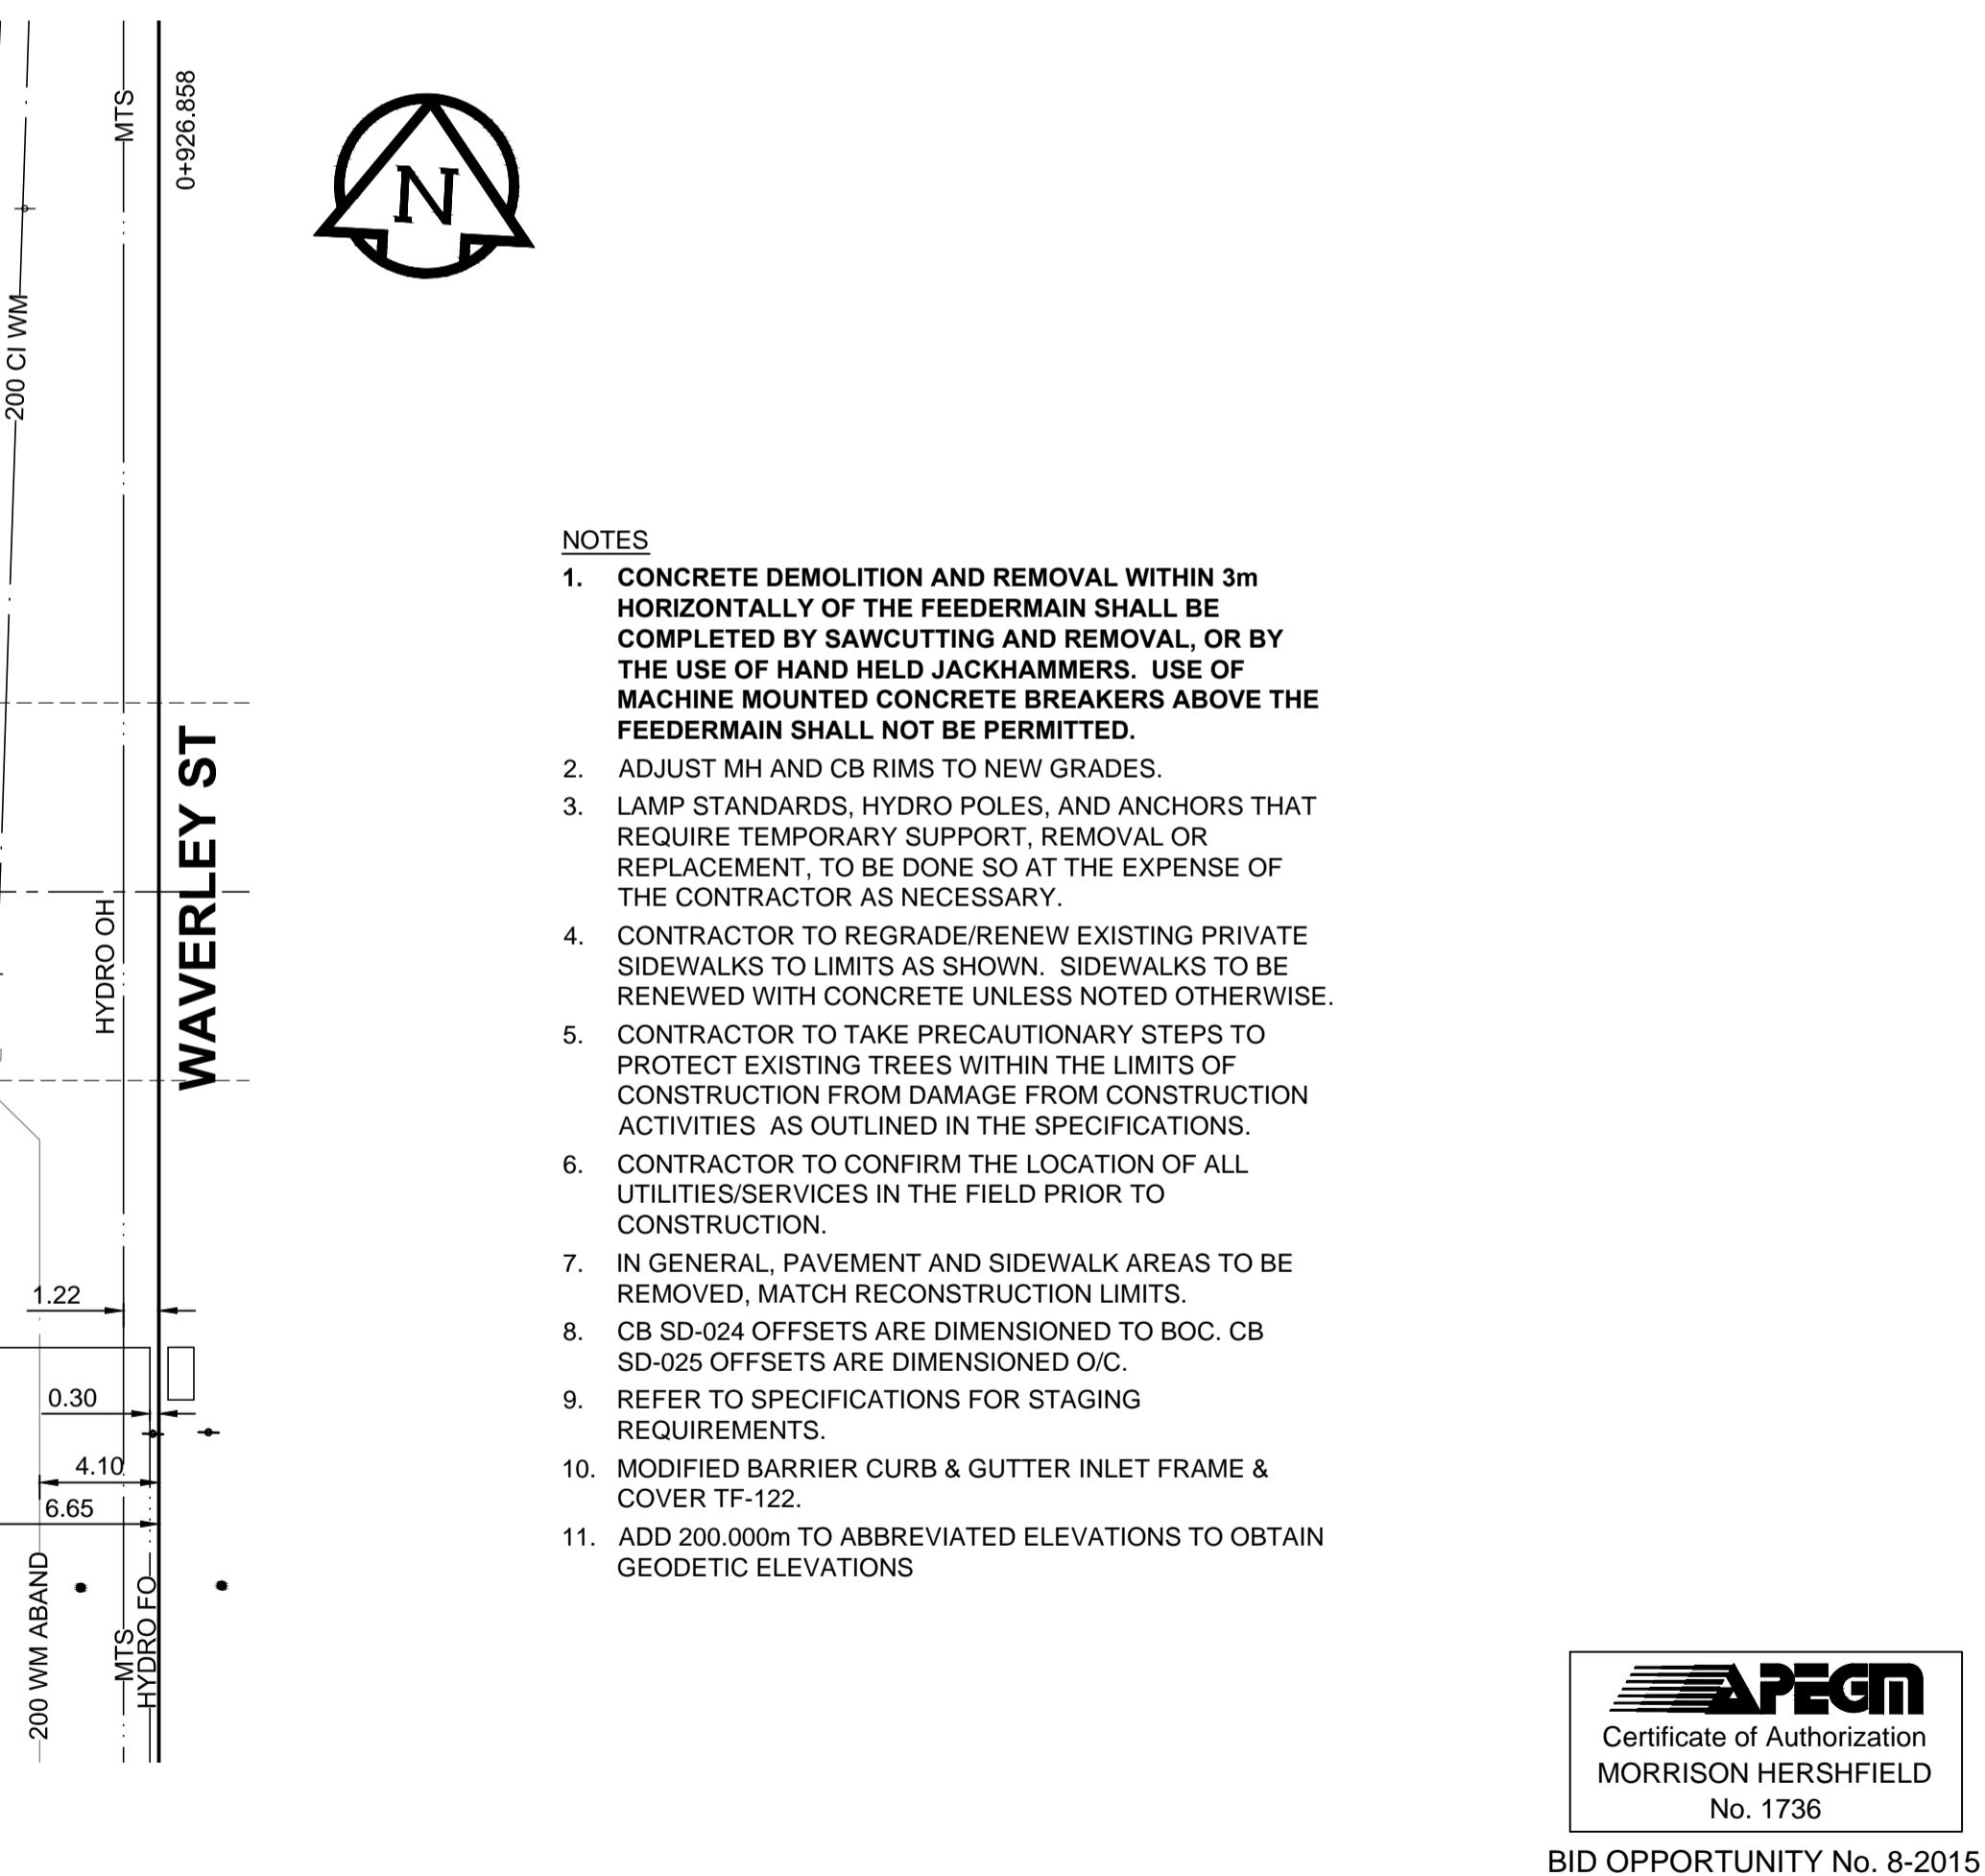 MTS
0+926.858
N
200 CI WM
HYDRO OH
WAVERLEY ST
1.22
0.30
4.10
6.65
200 WM ABAND
MTS
HYDRO FO
NOTES
1. CONCRETE DEMOLITION AND REMOVAL WITHIN 3m
HORIZONTALLY OF THE FEEDERMAIN SHALL BE
COMPLETED BY SAWCUTTING AND REMOVAL, OR BY
THE USE OF HAND HELD JACKHAMMERS.  USE OF
MACHINE MOUNTED CONCRETE BREAKERS ABOVE THE
FEEDERMAIN SHALL NOT BE PERMITTED.
2. ADJUST MH AND CB RIMS TO NEW GRADES.
3. LAMP STANDARDS, HYDRO POLES, AND ANCHORS THAT
REQUIRE TEMPORARY SUPPORT, REMOVAL OR
REPLACEMENT, TO BE DONE SO AT THE EXPENSE OF
THE CONTRACTOR AS NECESSARY.
4. CONTRACTOR TO REGRADE/RENEW EXISTING PRIVATE
SIDEWALKS TO LIMITS AS SHOWN.  SIDEWALKS TO BE
RENEWED WITH CONCRETE UNLESS NOTED OTHERWISE.
5. CONTRACTOR TO TAKE PRECAUTIONARY STEPS TO
PROTECT EXISTING TREES WITHIN THE LIMITS OF
CONSTRUCTION FROM DAMAGE FROM CONSTRUCTION
ACTIVITIES  AS OUTLINED IN THE SPECIFICATIONS.
6. CONTRACTOR TO CONFIRM THE LOCATION OF ALL
UTILITIES/SERVICES IN THE FIELD PRIOR TO
CONSTRUCTION.
7. IN GENERAL, PAVEMENT AND SIDEWALK AREAS TO BE
REMOVED, MATCH RECONSTRUCTION LIMITS.
8. CB SD-024 OFFSETS ARE DIMENSIONED TO BOC. CB
SD-025 OFFSETS ARE DIMENSIONED O/C.
9. REFER TO SPECIFICATIONS FOR STAGING
REQUIREMENTS.
10. MODIFIED BARRIER CURB & GUTTER INLET FRAME &
COVER TF-122.
11. ADD 200.000m TO ABBREVIATED ELEVATIONS TO OBTAIN
GEODETIC ELEVATIONS
APEGM
Certificate of Authorization
MORRISON HERSHFIELD
No. 1736
BID OPPORTUNITY No. 8-2015